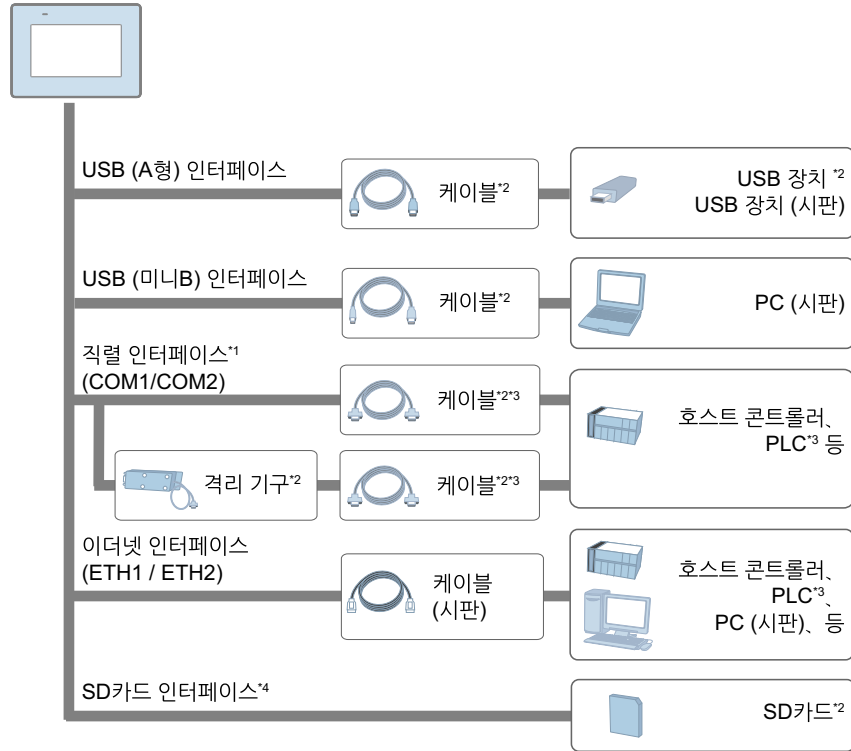 USB (A형) 인터페이스
케이블*2
USB 장치 *2
USB 장치 (시판)
USB (미니B) 인터페이스
케이블*2
PC (시판)
직렬 인터페이스*1
(COM1/COM2)
케이블*2*3
호스트 콘트롤러、
PLC*3 등
격리 기구*2
케이블*2*3
이더넷 인터페이스
(ETH1 / ETH2)
케이블
(시판)
호스트 콘트롤러、
PLC*3、
PC (시판)、등
SD카드 인터페이스*4
SD카드*2